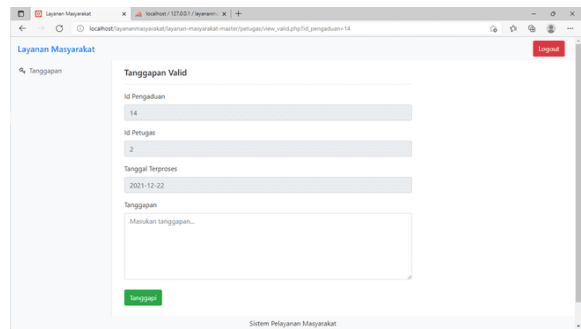 Layanan Masyarakat
localhost / 127.0.0.1 / layananm
localhost/layananmasyarakat/layanan-masyarakat-master/petugas/view_valid.php?id_pengaduan=14
Layanan Masyarakat
Logout
Tanggapan
Tanggapan Valid
Id Pengaduan
14
Id Petugas
2
Tanggal Terproses
2021-12-22
Tanggapan
Masukan tanggapan...
Tanggapi
Sistem Pelayanan Masyarakat